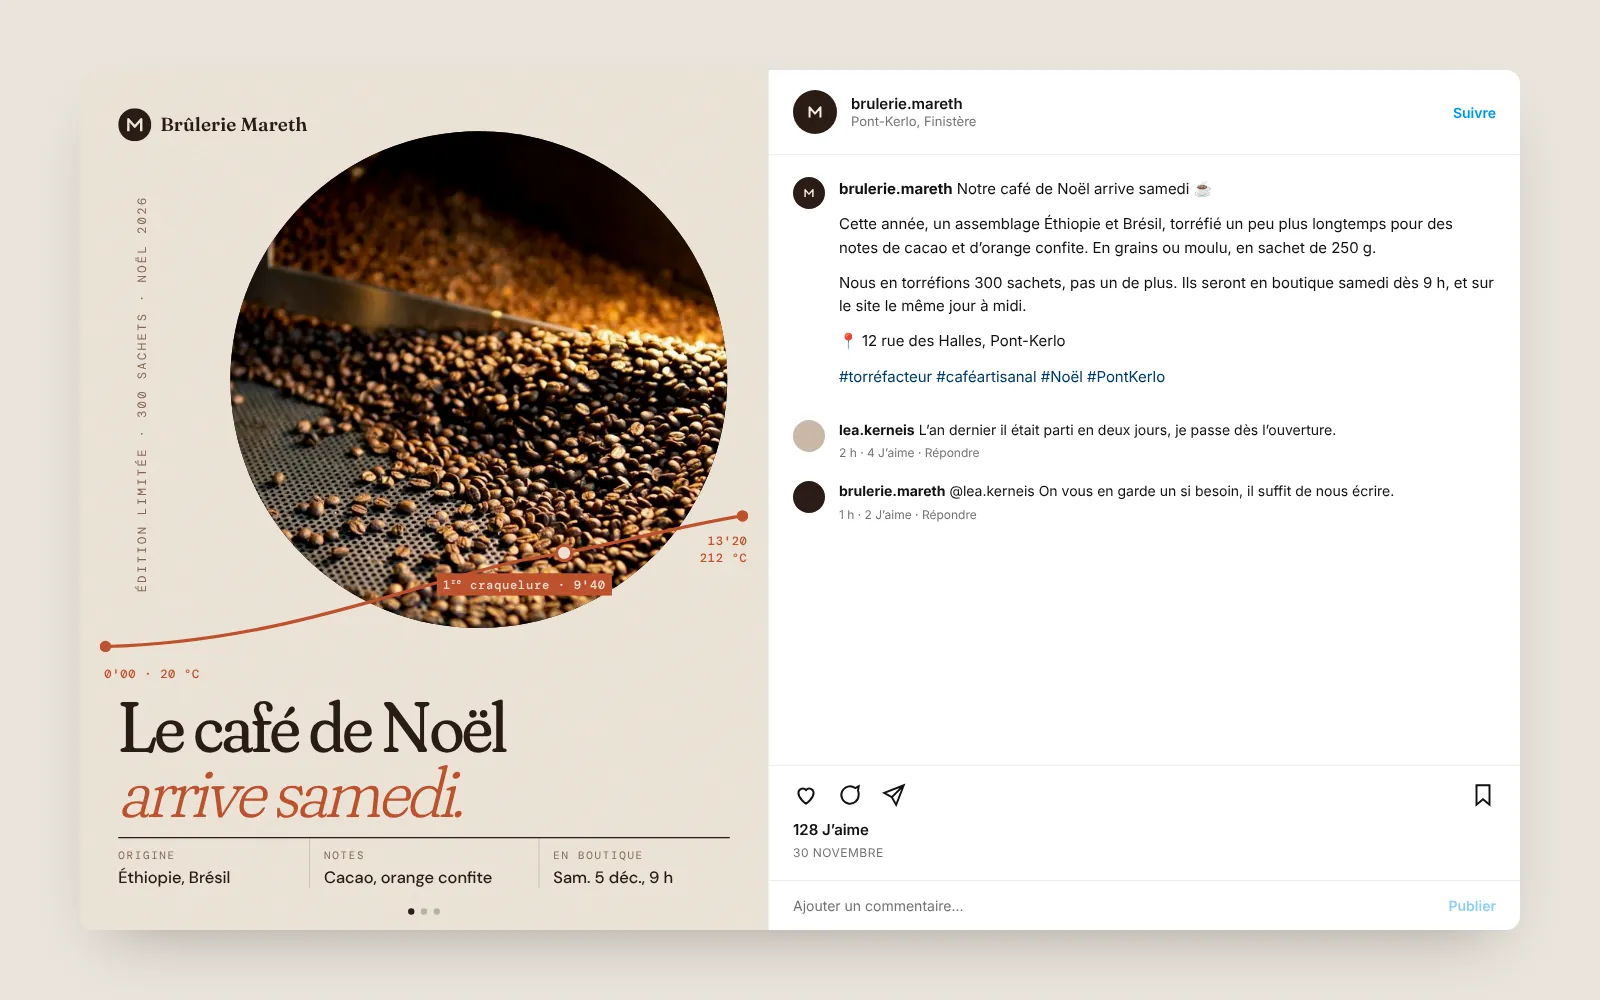 M Brûlerie Mareth
ÉDITION LIMITÉE · 300 SACHETS · NOËL 2026
13'20
212 °C
1re craquelure · 9'40
0'00 · 20 °C
Le café de Noël
arrive samedi.
ORIGINE
Éthiopie, Brésil
NOTES
Cacao, orange confite
EN BOUTIQUE
Sam. 5 déc., 9 h
M
brulerie.mareth
Pont-Kerlo, Finistère
Suivre
M
brulerie.mareth Notre café de Noël arrive samedi ☕
Cette année, un assemblage Éthiopie et Brésil, torréfié un peu plus longtemps pour des
notes de cacao et d’orange confite. En grains ou moulu, en sachet de 250 g.
Nous en torréfions 300 sachets, pas un de plus. Ils seront en boutique samedi dès 9 h, et sur
le site le même jour à midi.
📍 12 rue des Halles, Pont-Kerlo
#torréfacteur #caféartisanal #Noël #PontKerlo
lea.kerneis L’an dernier il était parti en deux jours, je passe dès l’ouverture.
2 h · 4 J’aime · Répondre
brulerie.mareth @lea.kerneis On vous en garde un si besoin, il suffit de nous écrire.
1 h · 2 J’aime · Répondre
128 J’aime
30 NOVEMBRE
Ajouter un commentaire...
Publier